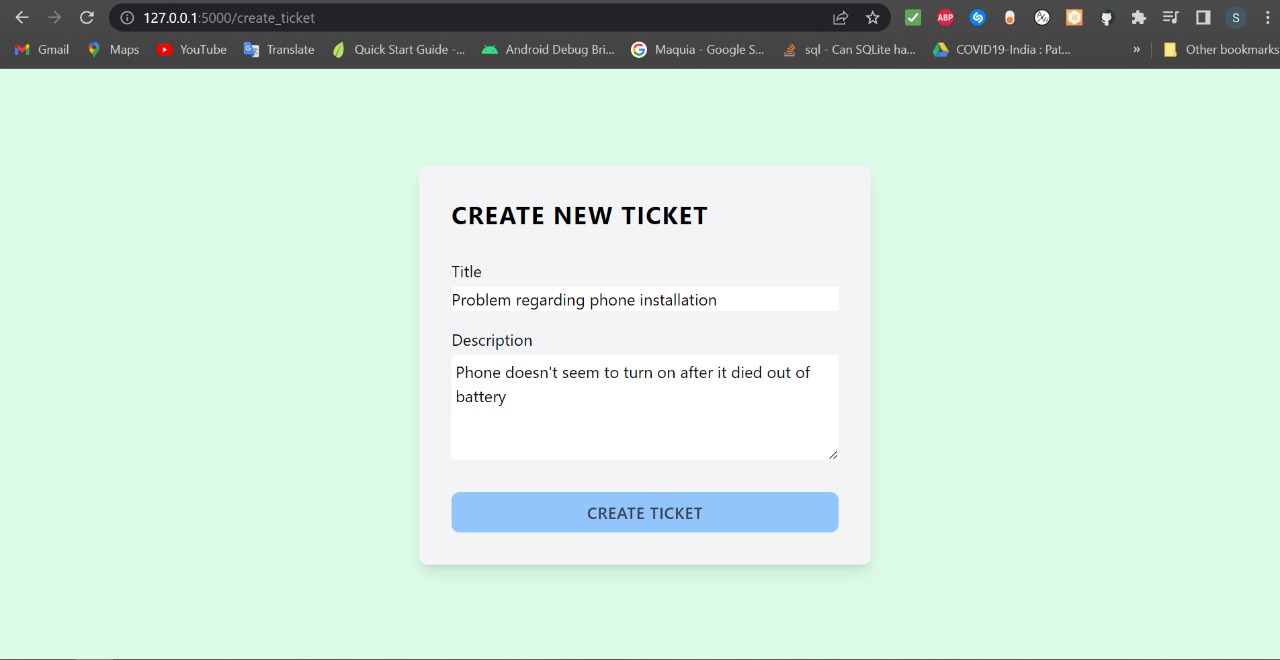 127.0.0.1:5000/create_ticket
ABP
S
Gmail
Maps
YouTube
Translate
Quick Start Guide -...
Android Debug Bri...
Maquia - Google S...
sql - Can SQLite ha...
COVID19-India : Pat...
»
Other bookmarks
CREATE NEW TICKET
Title
Problem regarding phone installation
Description
Phone doesn't seem to turn on after it died out of
battery
CREATE TICKET